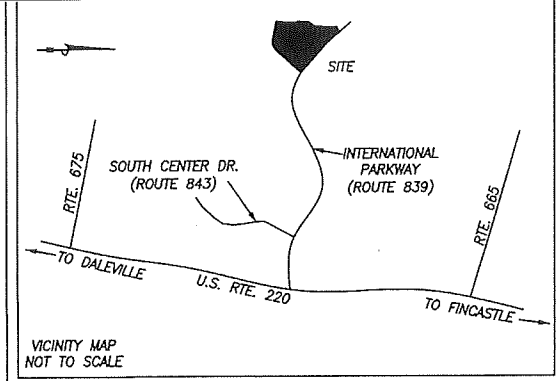 SITE
INTERNATIONAL
PARKWAY
(ROUTE 839)
SOUTH CENTER DR.
(ROUTE 843)
RTE. 675
RTE. 665
TO DALEVILLE
U.S. RTE. 220
TO FINCASTLE
VICINITY MAP
NOT TO SCALE